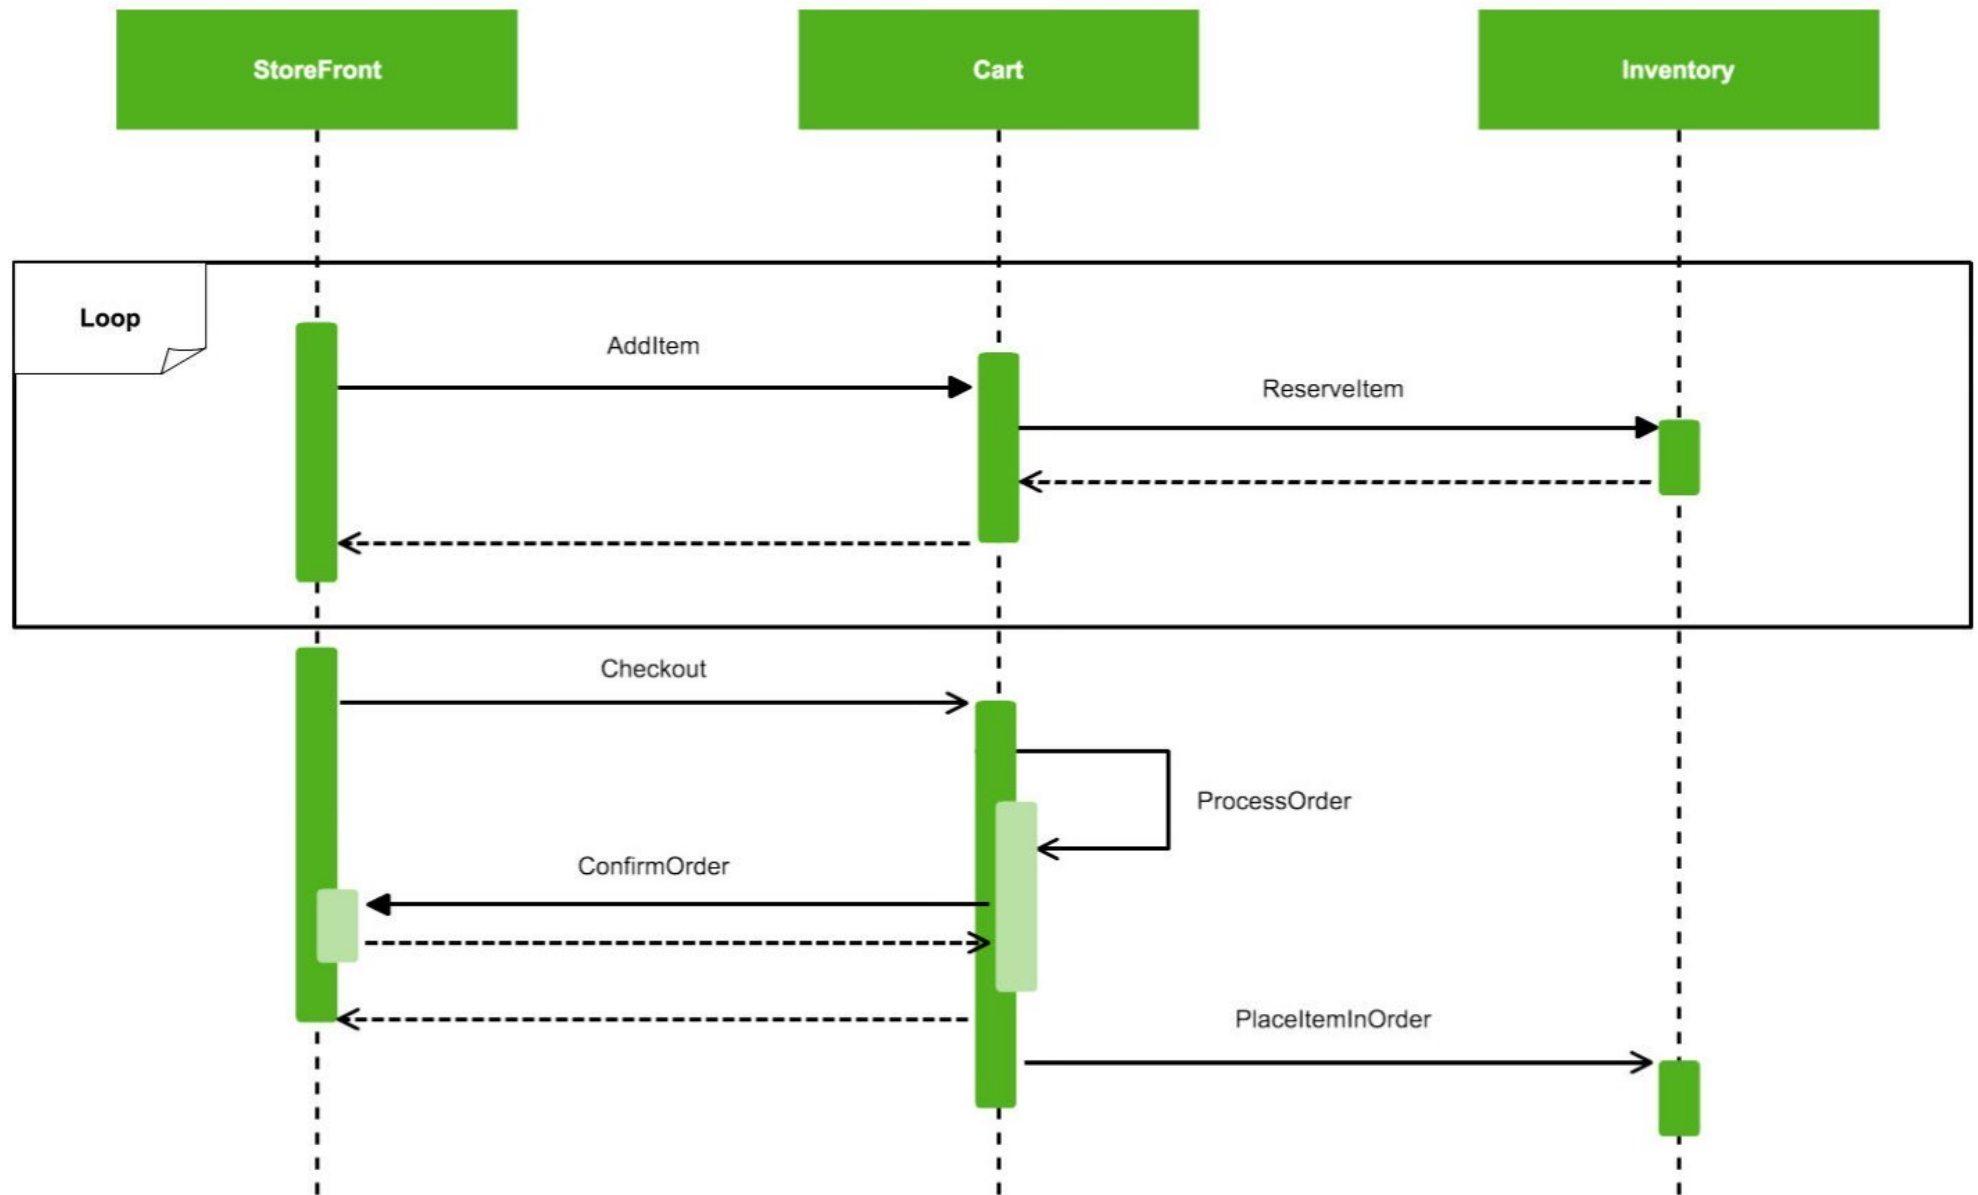 StoreFront
Cart
Inventory
Loop
AddItem
ReserveItem
Checkout
ProcessOrder
ConfirmOrder
PlaceItemInOrder